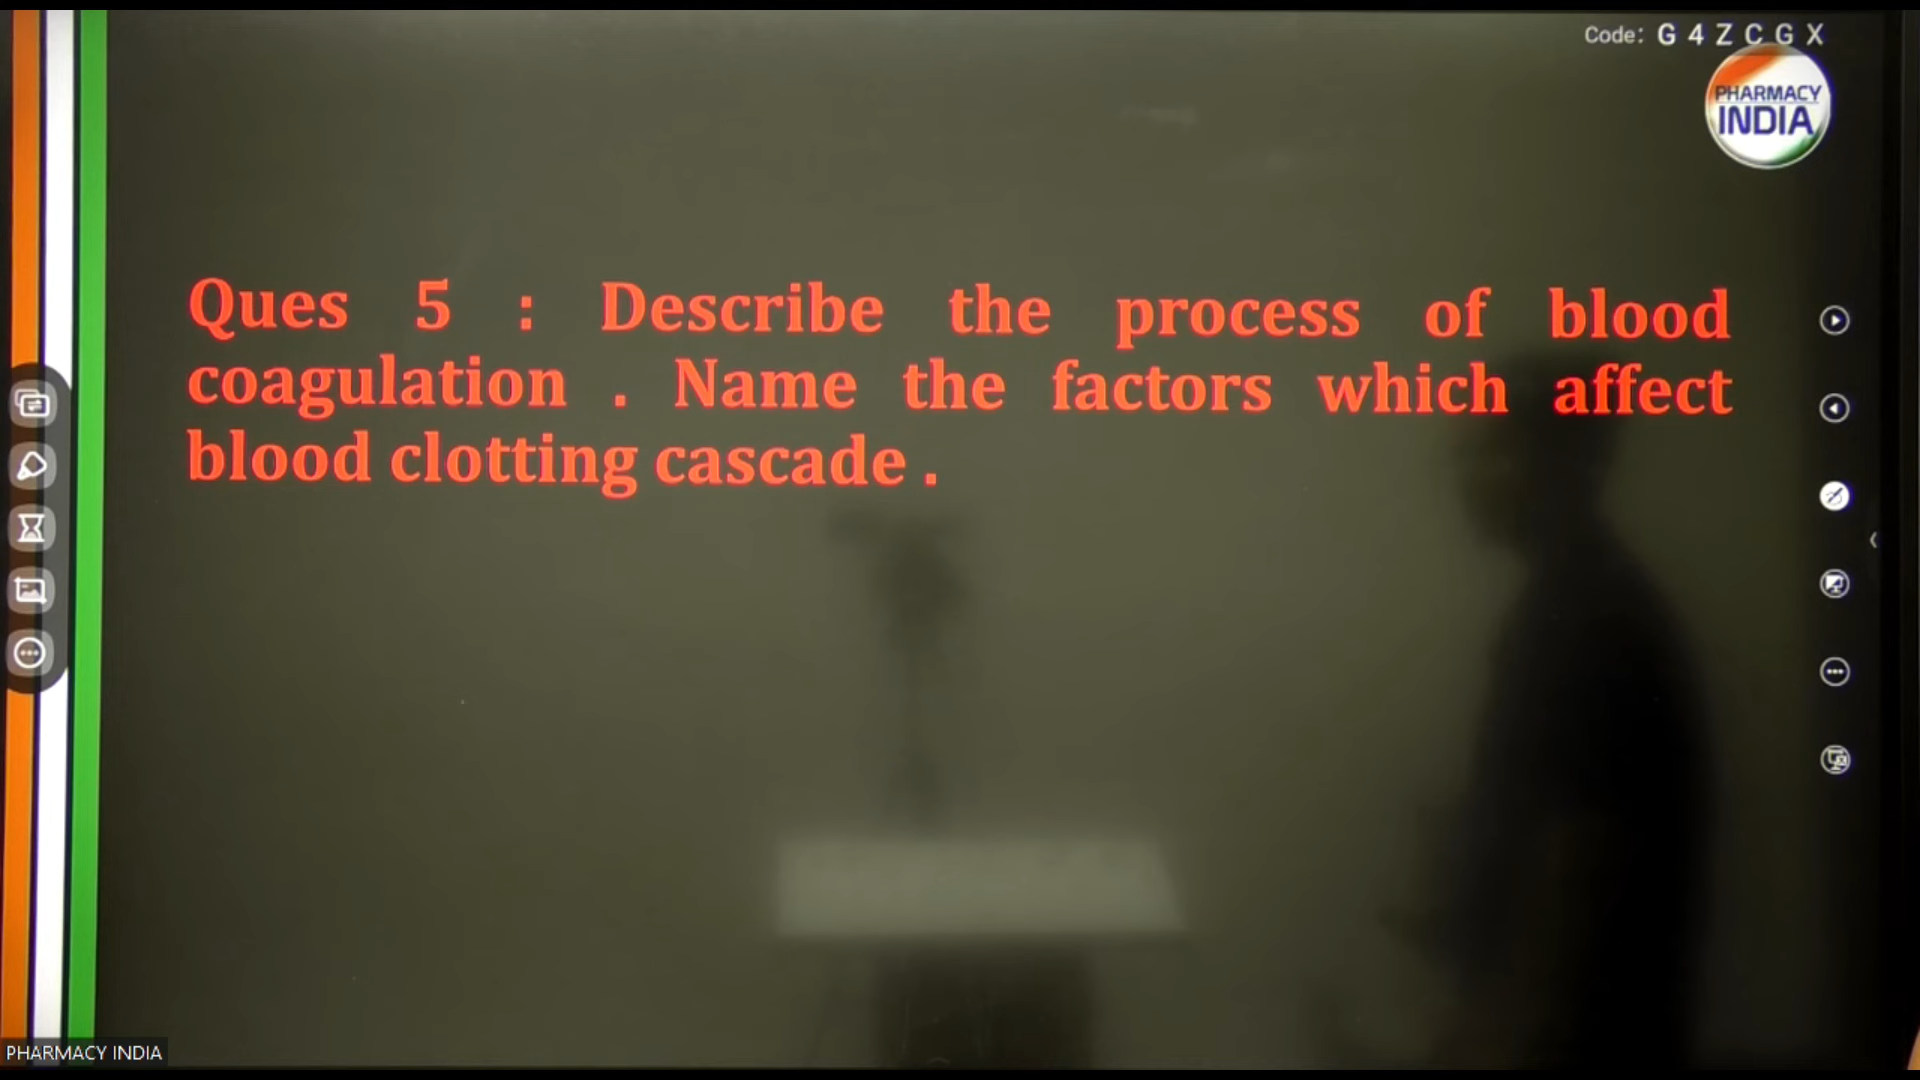 Code: G 4 Z C G X
PHARMACY
INDIA
Ques 5 : Describe the process of blood
coagulation . Name the factors which affect
blood clotting cascade .
PHARMACY INDIA